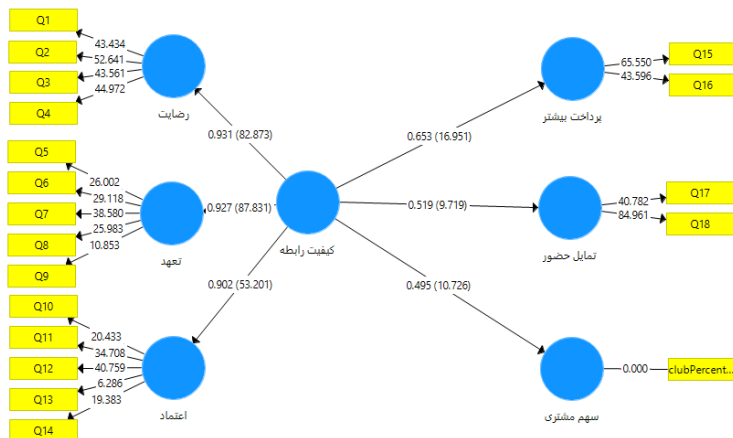 Q1
Q2
Q3
Q4
43.434
52.641
43.561
44.972
رضایت
Q5
Q6
Q7
Q8
Q9
26.002
29.118
38.580
25.983
10.853
تعهد
Q10
Q11
Q12
Q13
Q14
20.433
34.708
40.759
6.286
19.383
اعتماد
0.931 (82.873)
0.927 (87.831)
0.902 (53.201)
کیفیت رابطه
0.653 (16.951)
0.519 (9.719)
0.495 (10.726)
پرداخت بیشتر
65.550
43.596
Q15
Q16
تمایل حضور
40.782
84.961
Q17
Q18
سهم مشتری
0.000
clubPercent...